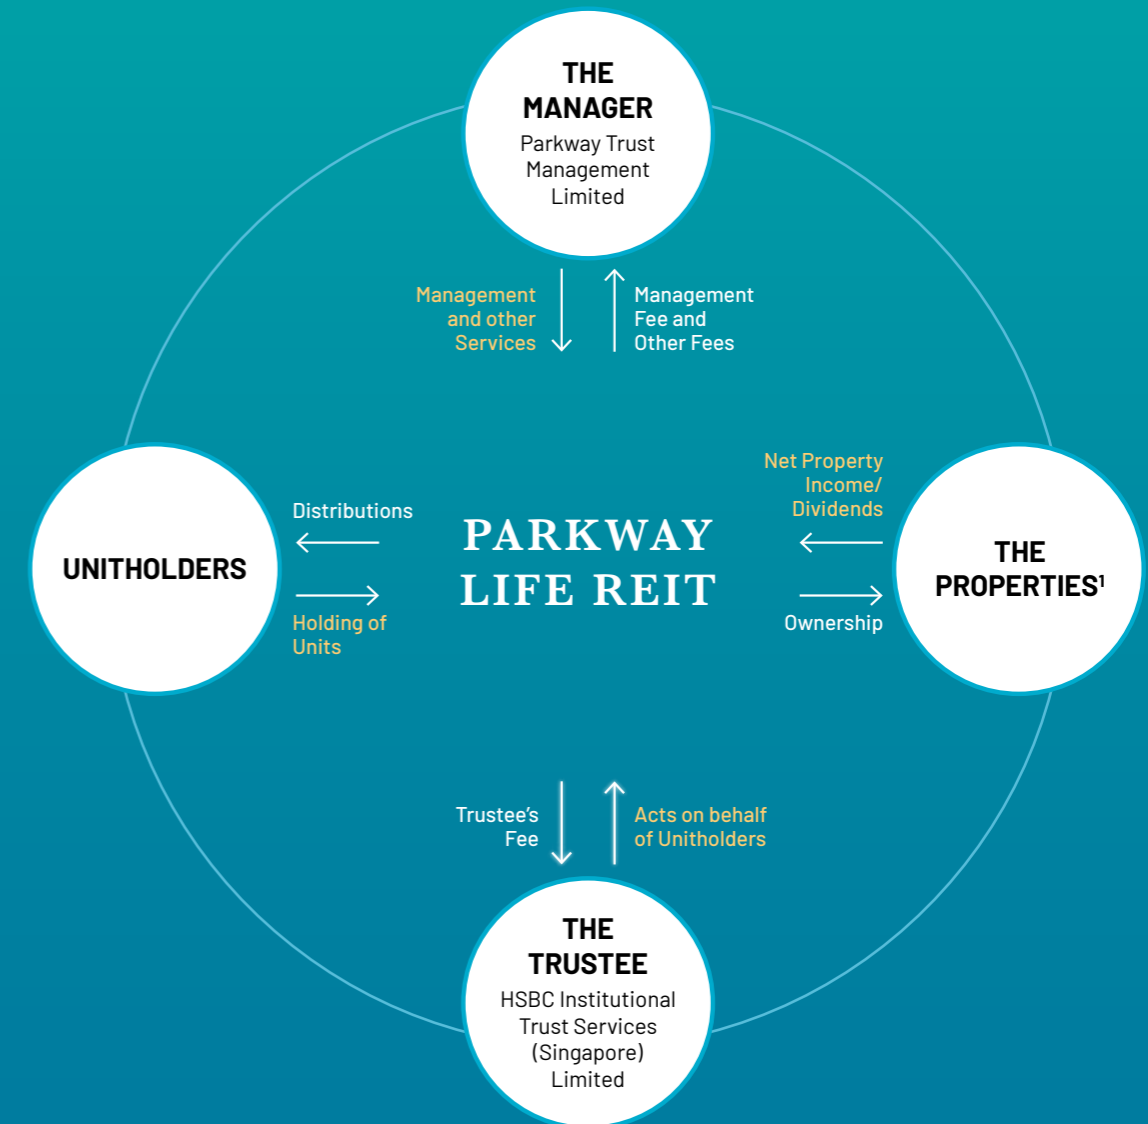 THE
MANAGER
Parkway Trust
Management
Limited
Management
and other
Services
Management
Fee and
Other Fees
UNITHOLDERS
Distributions
Holding of
Units
PARKWAY
LIFE REIT
Net Property
Income/
Dividends
Ownership
THE
PROPERTIES¹
Trustee’s
Fee
Acts on behalf
of Unitholders
THE
TRUSTEE
HSBC Institutional
Trust Services
(Singapore)
Limited